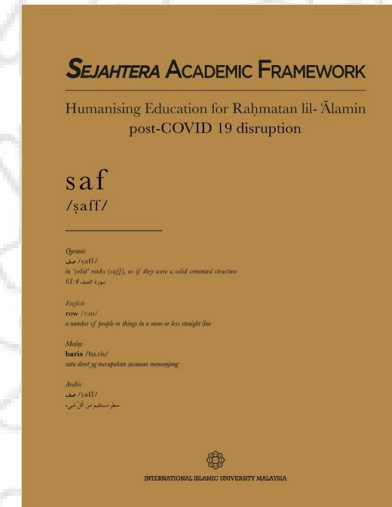 SEJAHTERA ACADEMIC FRAMEWORK
Humanising Education for Raḥmatan lil- Ālamin
post-COVID 19 disruption
saf
/ṣaff/
Quranic
صف /ṣaff/
in 'solid' ranks (saff), as if they were a solid cemented structure
سورة الصف 61:4
English
row /rəʊ/
a number of people or things in a more or less straight line
Malay
baris /ba.ris/
satu deret yg merupakan susunan memanjang
Arabic
صف /ṣaff/
سطر مستقيم من كُلّ شيء
INTERNATIONAL ISLAMIC UNIVERSITY MALAYSIA